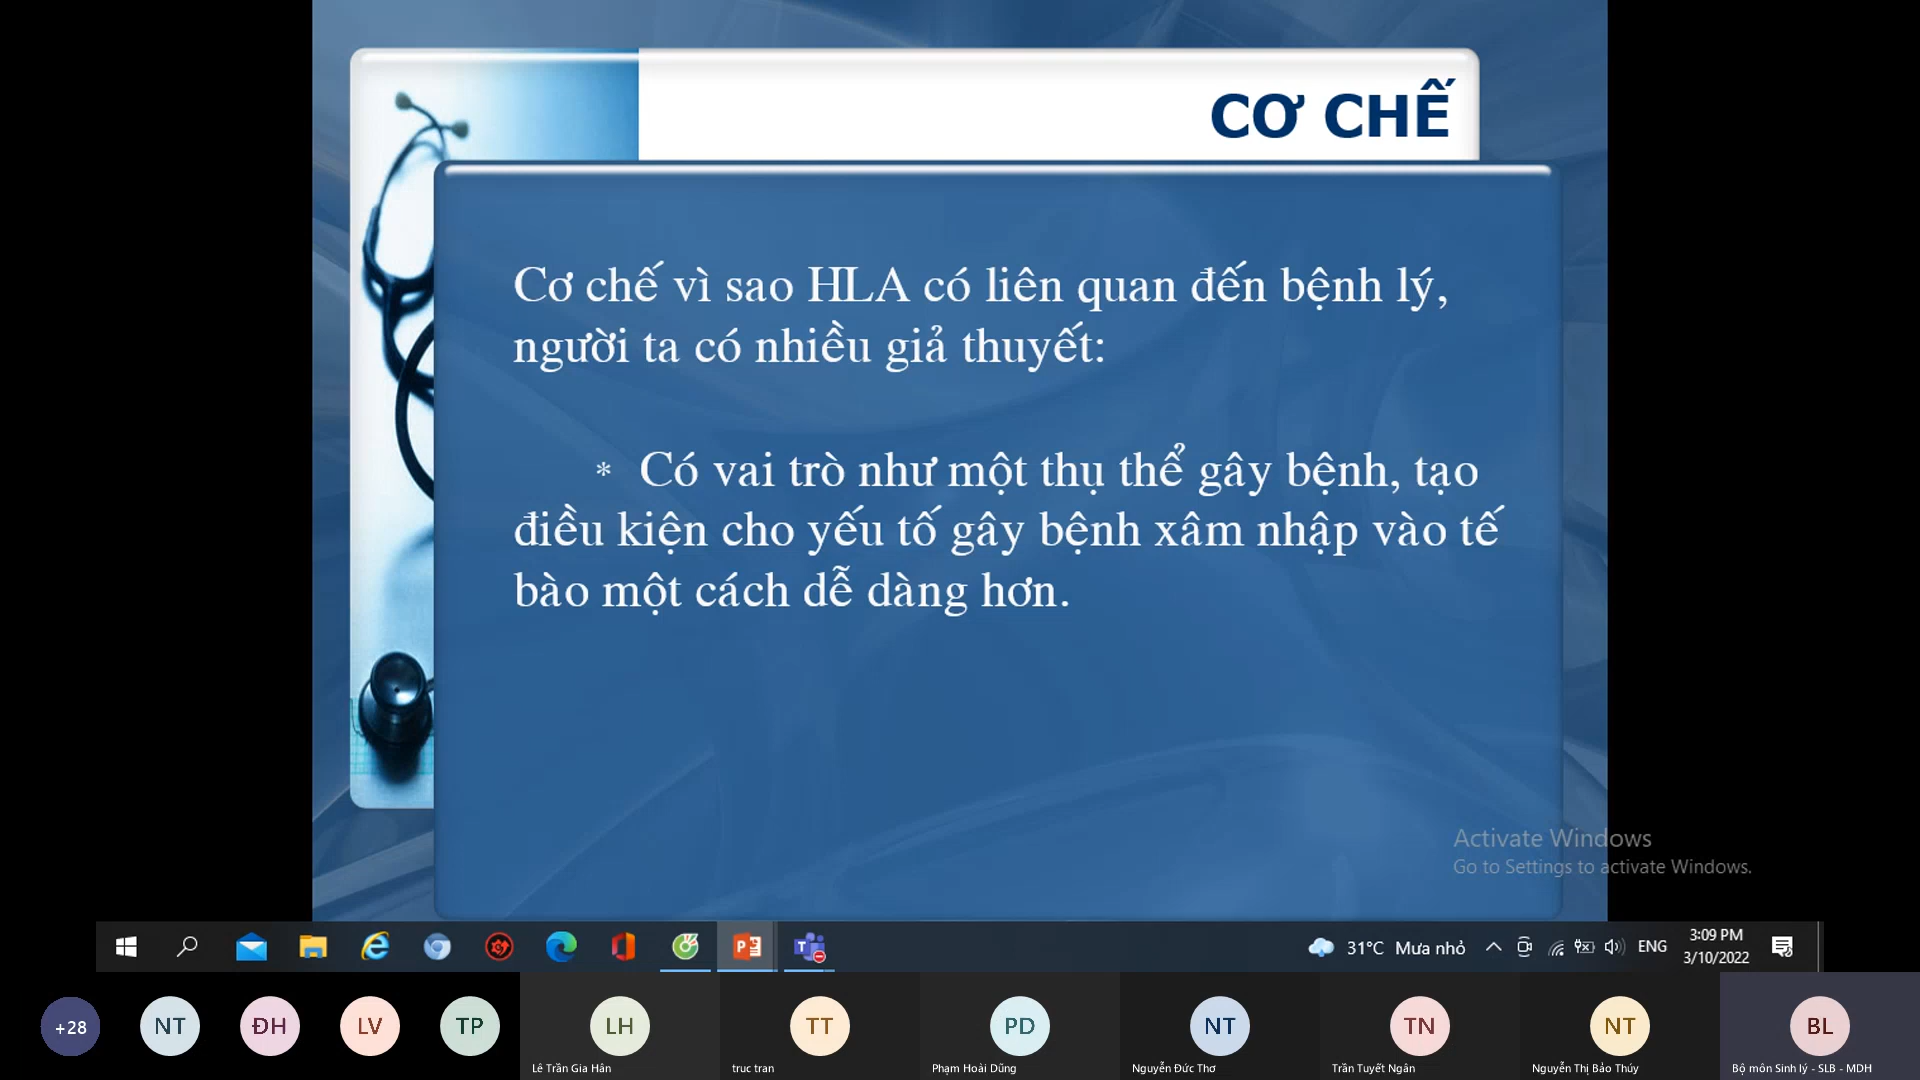 CƠ CHẾ
Cơ chế vì sao HLA có liên quan đến bệnh lý,
người ta có nhiều giả thuyết:
* Có vai trò như một thụ thể gây bệnh, tạo
điều kiện cho yếu tố gây bệnh xâm nhập vào tế
bào một cách dễ dàng hơn.
Activate Windows
Go to Settings to activate Windows.
31°C Mưa nhỏ
ENG
3:09 PM
3/10/2022
+28
NT
ĐH
LV
TP
LH
TT
PD
NT
TN
NT
BL
Lê Trần Gia Hân
truc tran
Phạm Hoài Dũng
Nguyễn Đức Thơ
Trần Tuyết Ngân
Nguyễn Thị Bảo Thúy
Bộ môn Sinh lý - SLB - MDH